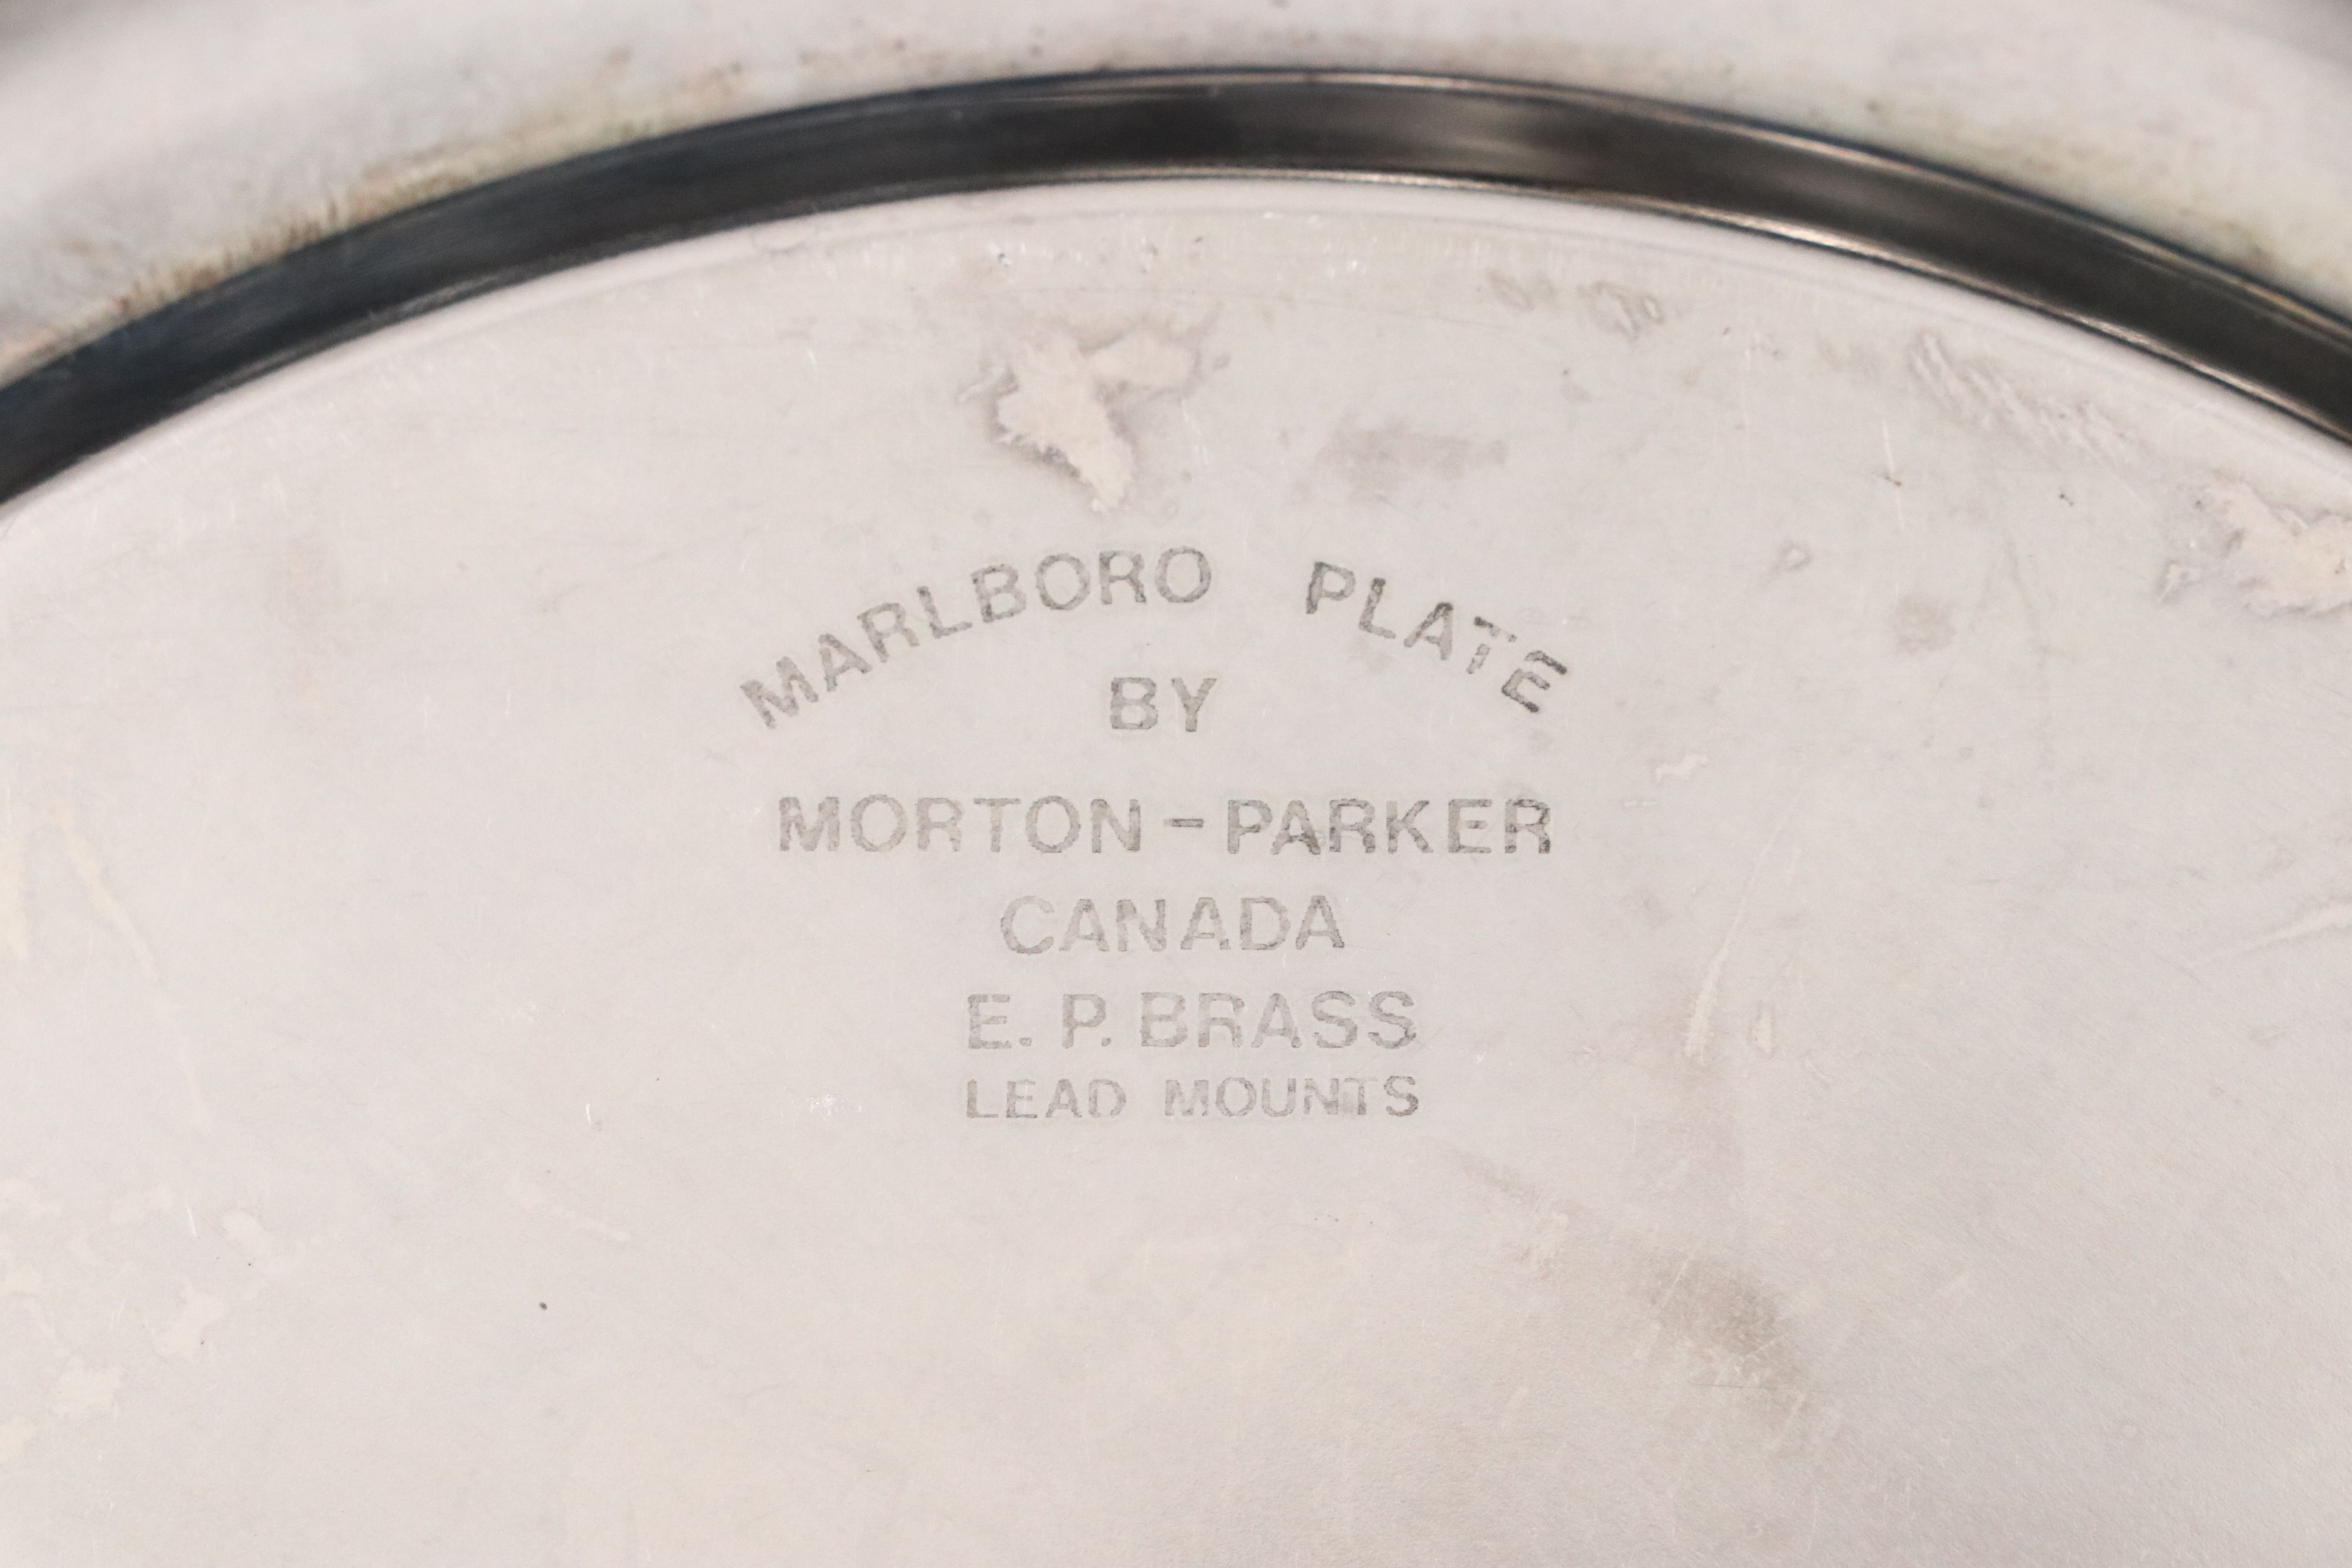 MARLBORO PLATE
BY
MORTON-PARKER
CANADA
E. P. BRASS
LEAD MOUNTS